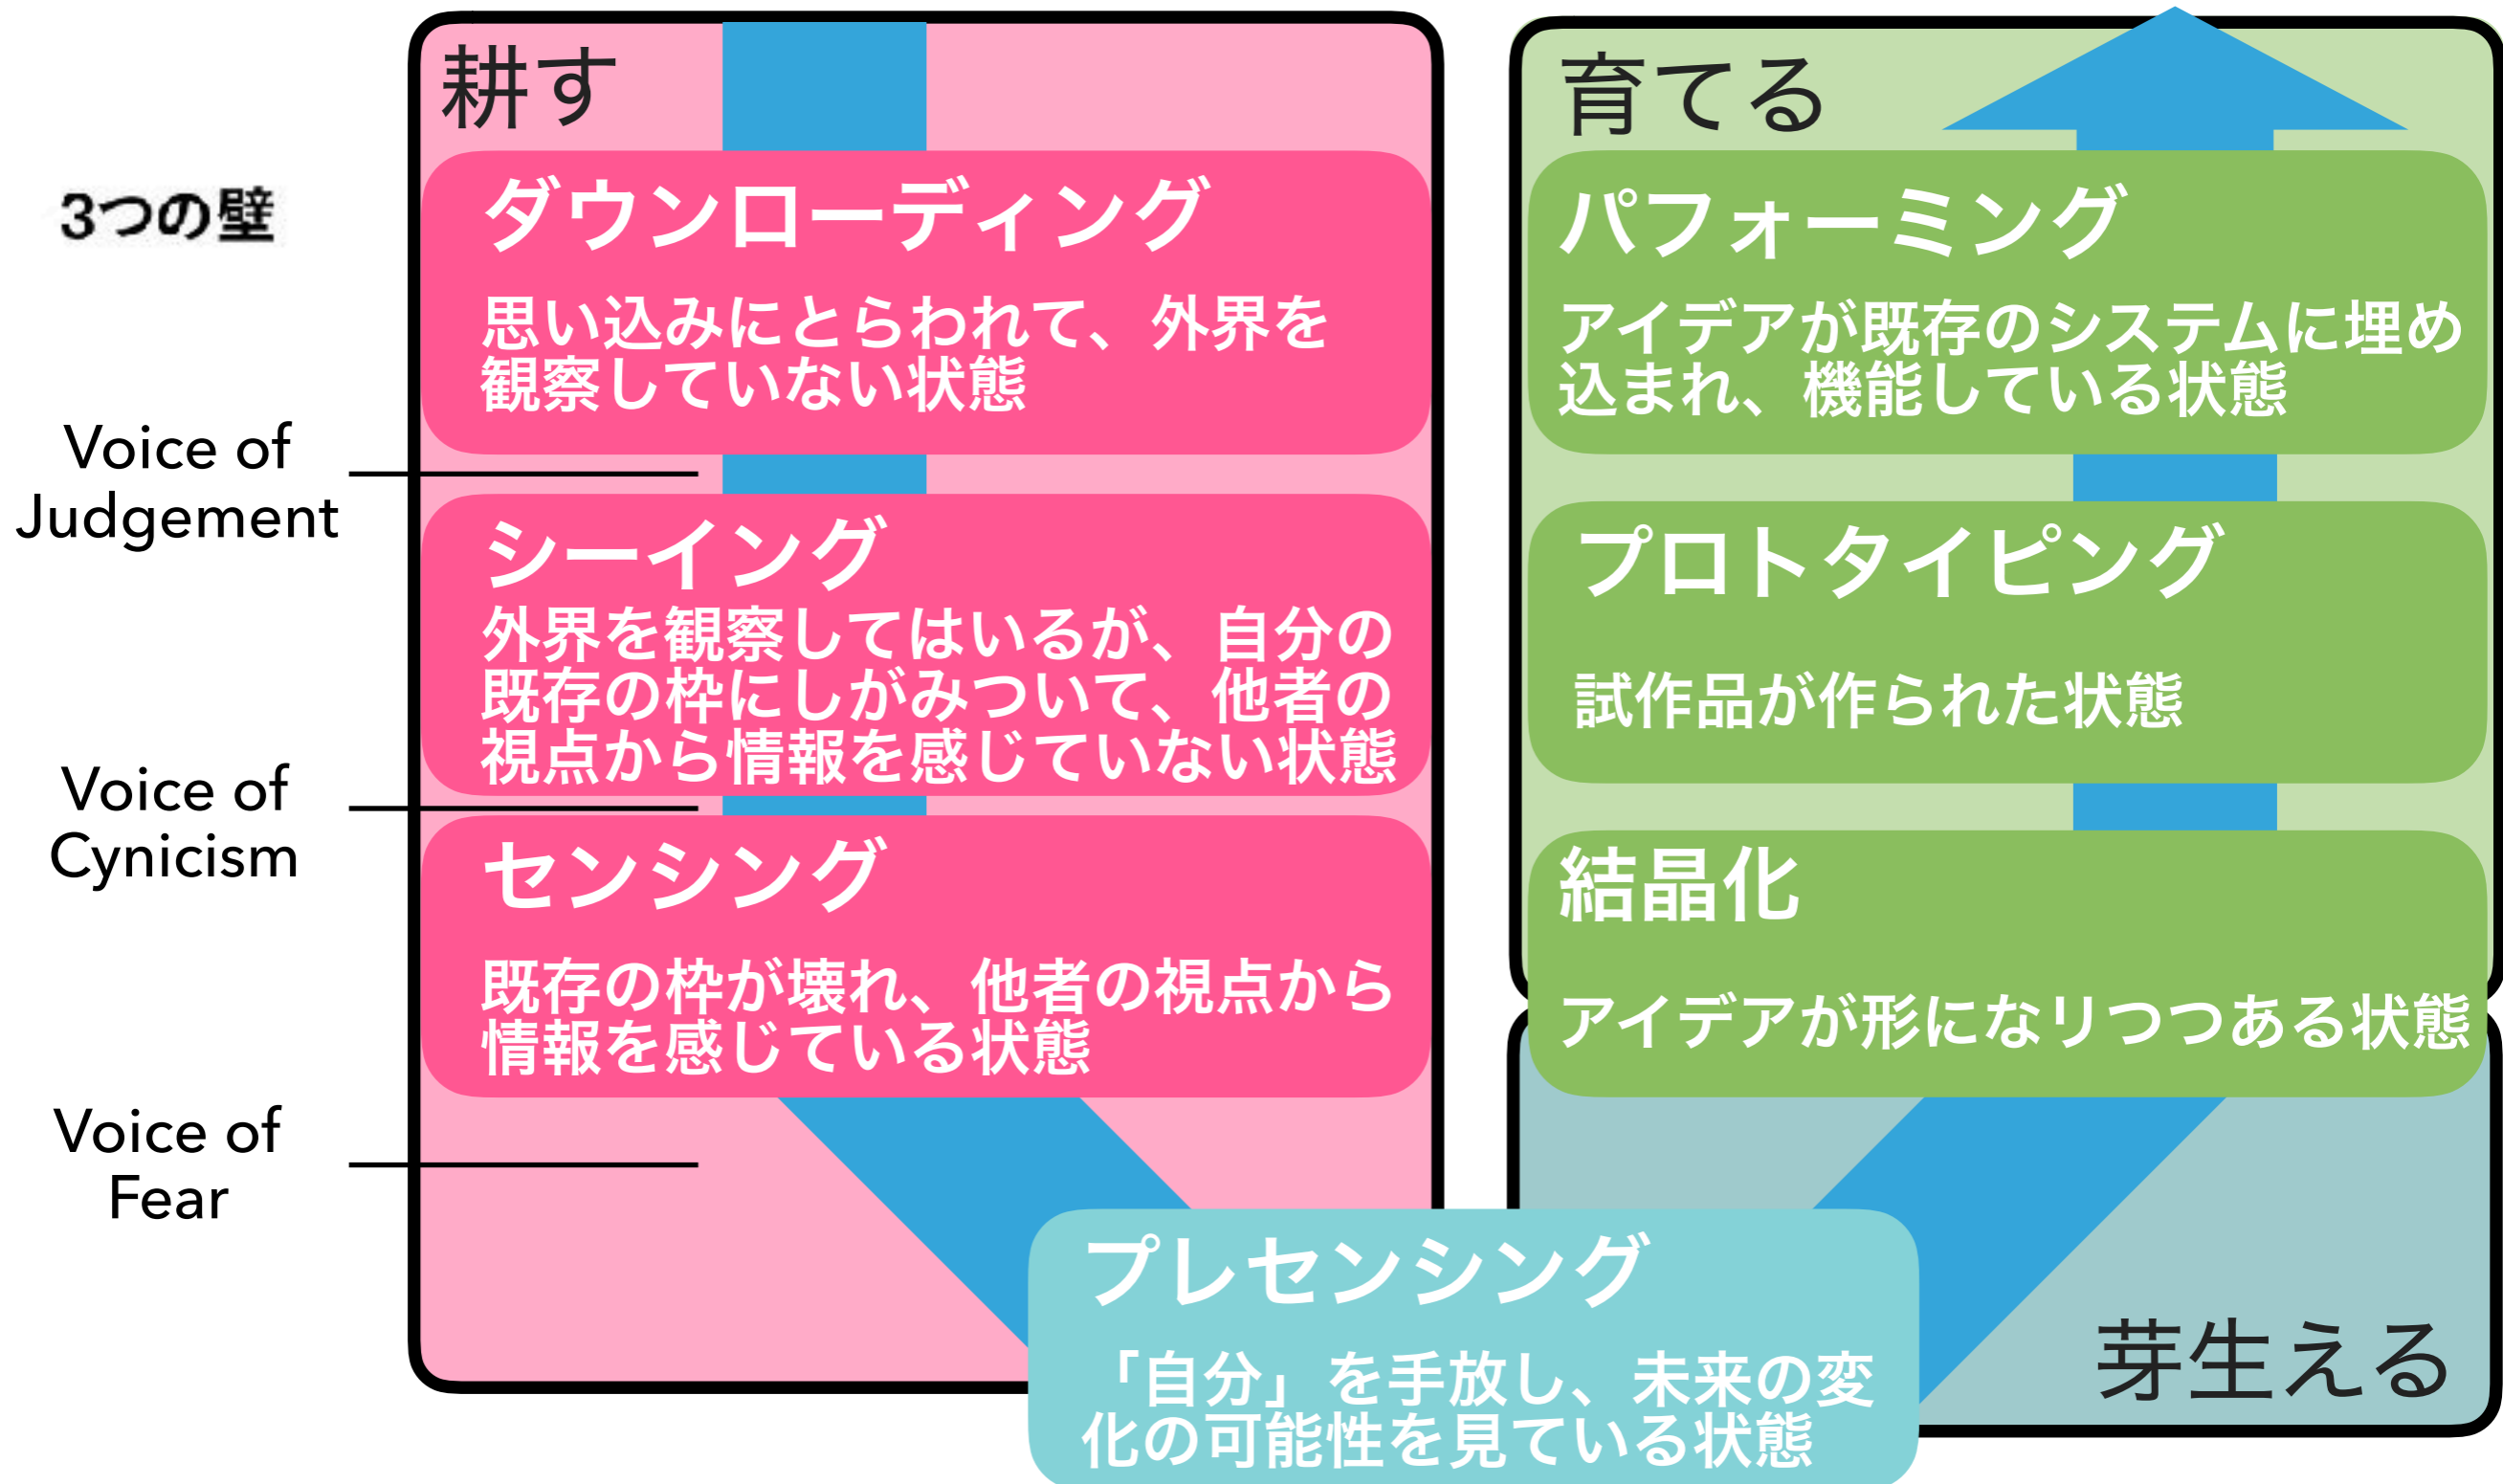 3つの壁
Voice of
Judgement
Voice of
Cynicism
Voice of
Fear
耕す
ダウンローディング
思い込みにとらわれて、外界を
観察していない状態
シーイング
外界を観察してはいるが、自分の
既存の枠にしがみついて、他者の
視点から情報を感じていない状態
センシング
既存の枠が壊れ、他者の視点から
情報を感じている状態
プレセンシング
「自分」を手放し、未来の変
化の可能性を見ている状態
芽生える
育てる
パフォーミング
アイデアが既存のシステムに埋め
込まれ、機能している状態
プロトタイピング
試作品が作られた状態
結晶化
アイデアが形になりつつある状態